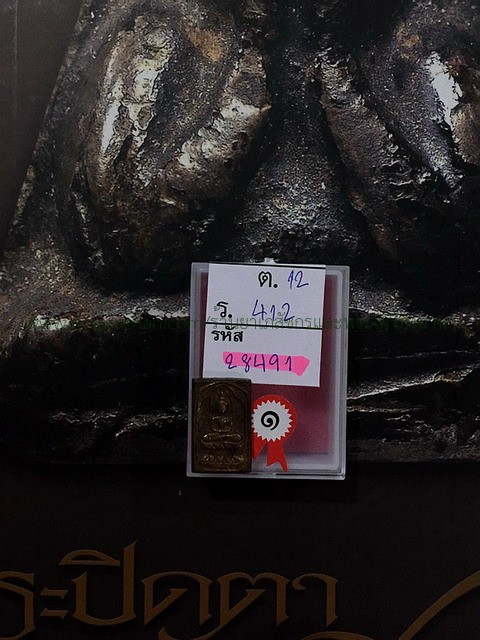 ต. 12
ร. 412
รหัส
28491
๑
ระปิดตา